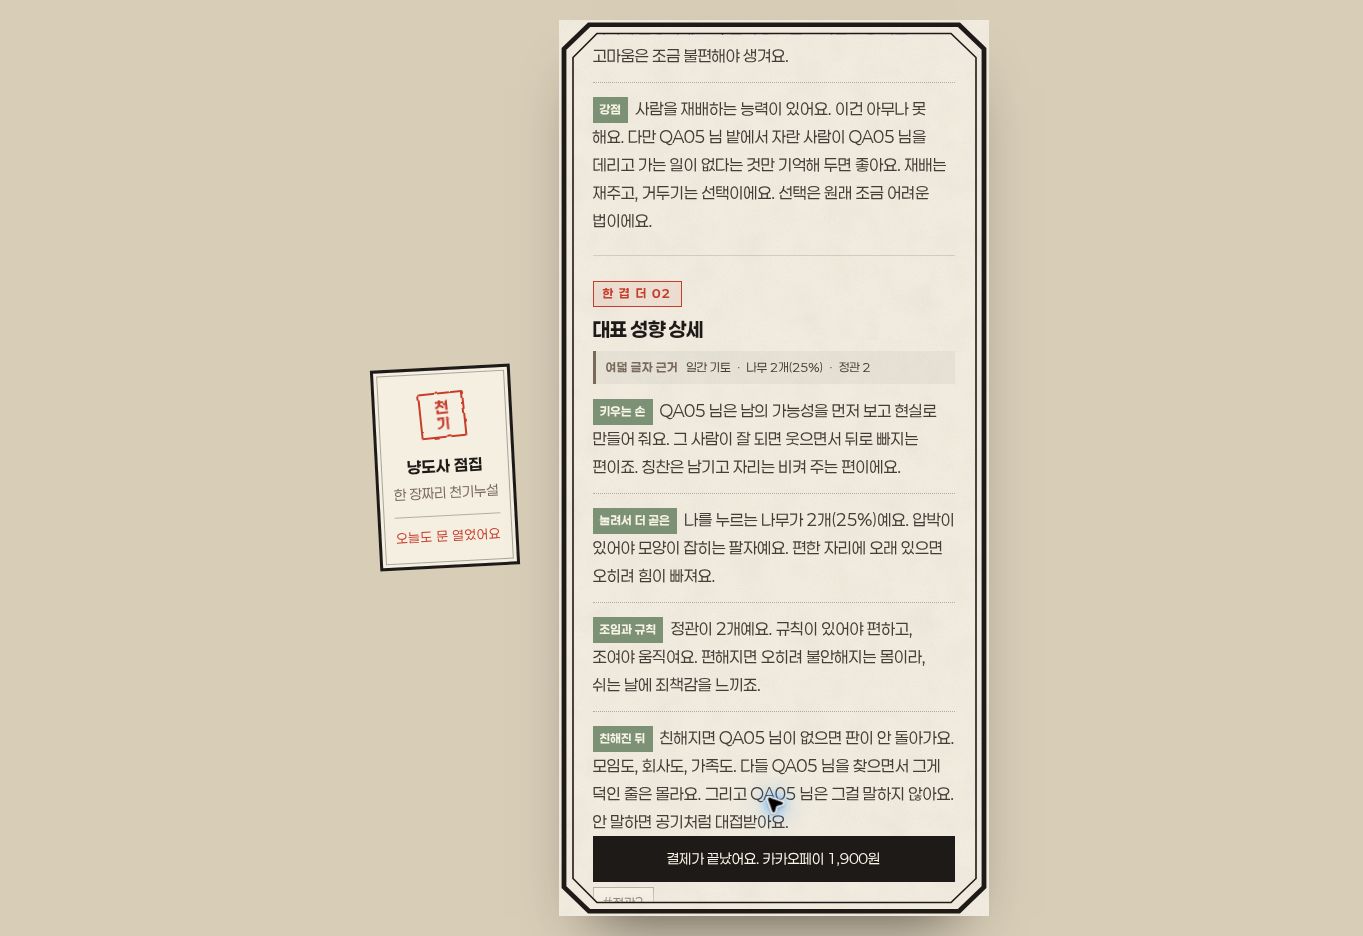 고마움은 조금 불편해야 생겨요.
강점 사람을 재배하는 능력이 있어요. 이건 아무나 못
해요. 다만 QA05 님 밭에서 자란 사람이 QA05 님을
데리고 가는 일이 없다는 것만 기억해 두면 좋아요. 재배는
재주고, 거두기는 선택이에요. 선택은 원래 조금 어려운
법이에요.
한 겹 더 02
대표 성향 상세
여덟 글자 근거 일간 기토 · 나무 2개(25%) · 정관 2
키우는 손 QA05 님은 남의 가능성을 먼저 보고 현실로
만들어 줘요. 그 사람이 잘 되면 웃으면서 뒤로 빠지는
편이죠. 칭찬은 남기고 자리는 비켜 주는 편이에요.
눌려서 더 곧은 나를 누르는 나무가 2개(25%)예요. 압박이
있어야 모양이 잡히는 팔자예요. 편한 자리에 오래 있으면
오히려 힘이 빠져요.
조임과 규칙 정관이 2개예요. 규칙이 있어야 편하고,
조여야 움직여요. 편해지면 오히려 불안해지는 몸이라,
쉬는 날에 죄책감을 느끼죠.
친해진 뒤 친해지면 QA05 님이 없으면 판이 안 돌아가요.
모임도, 회사도, 가족도. 다들 QA05 님을 찾으면서 그게
덕인 줄은 몰라요. 그리고 QA05 님은 그걸 말하지 않아요.
안 말하면 공기처럼 대접받아요.
결제가 끝났어요. 카카오페이 1,900원
#정관2
천
기
냥도사 점집
한 장짜리 천기누설
오늘도 문 열었어요